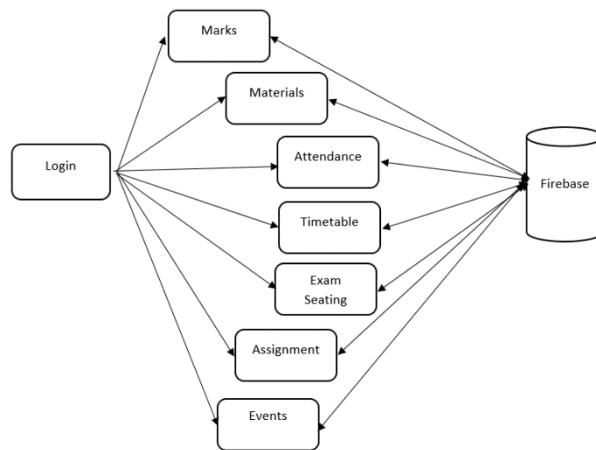 Marks
Materials
Login
Attendance
Firebase
Timetable
Exam
Seating
Assignment
Events